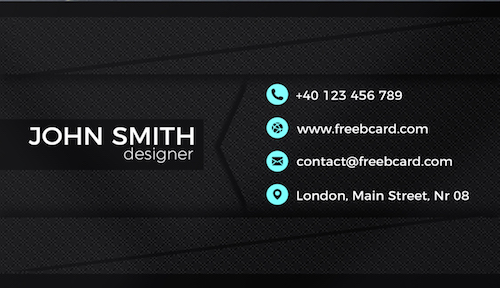 JOHN SMITH
designer
+40 123 456 789
www.freebcard.com
contact@freebcard.com
London, Main Street, Nr 08